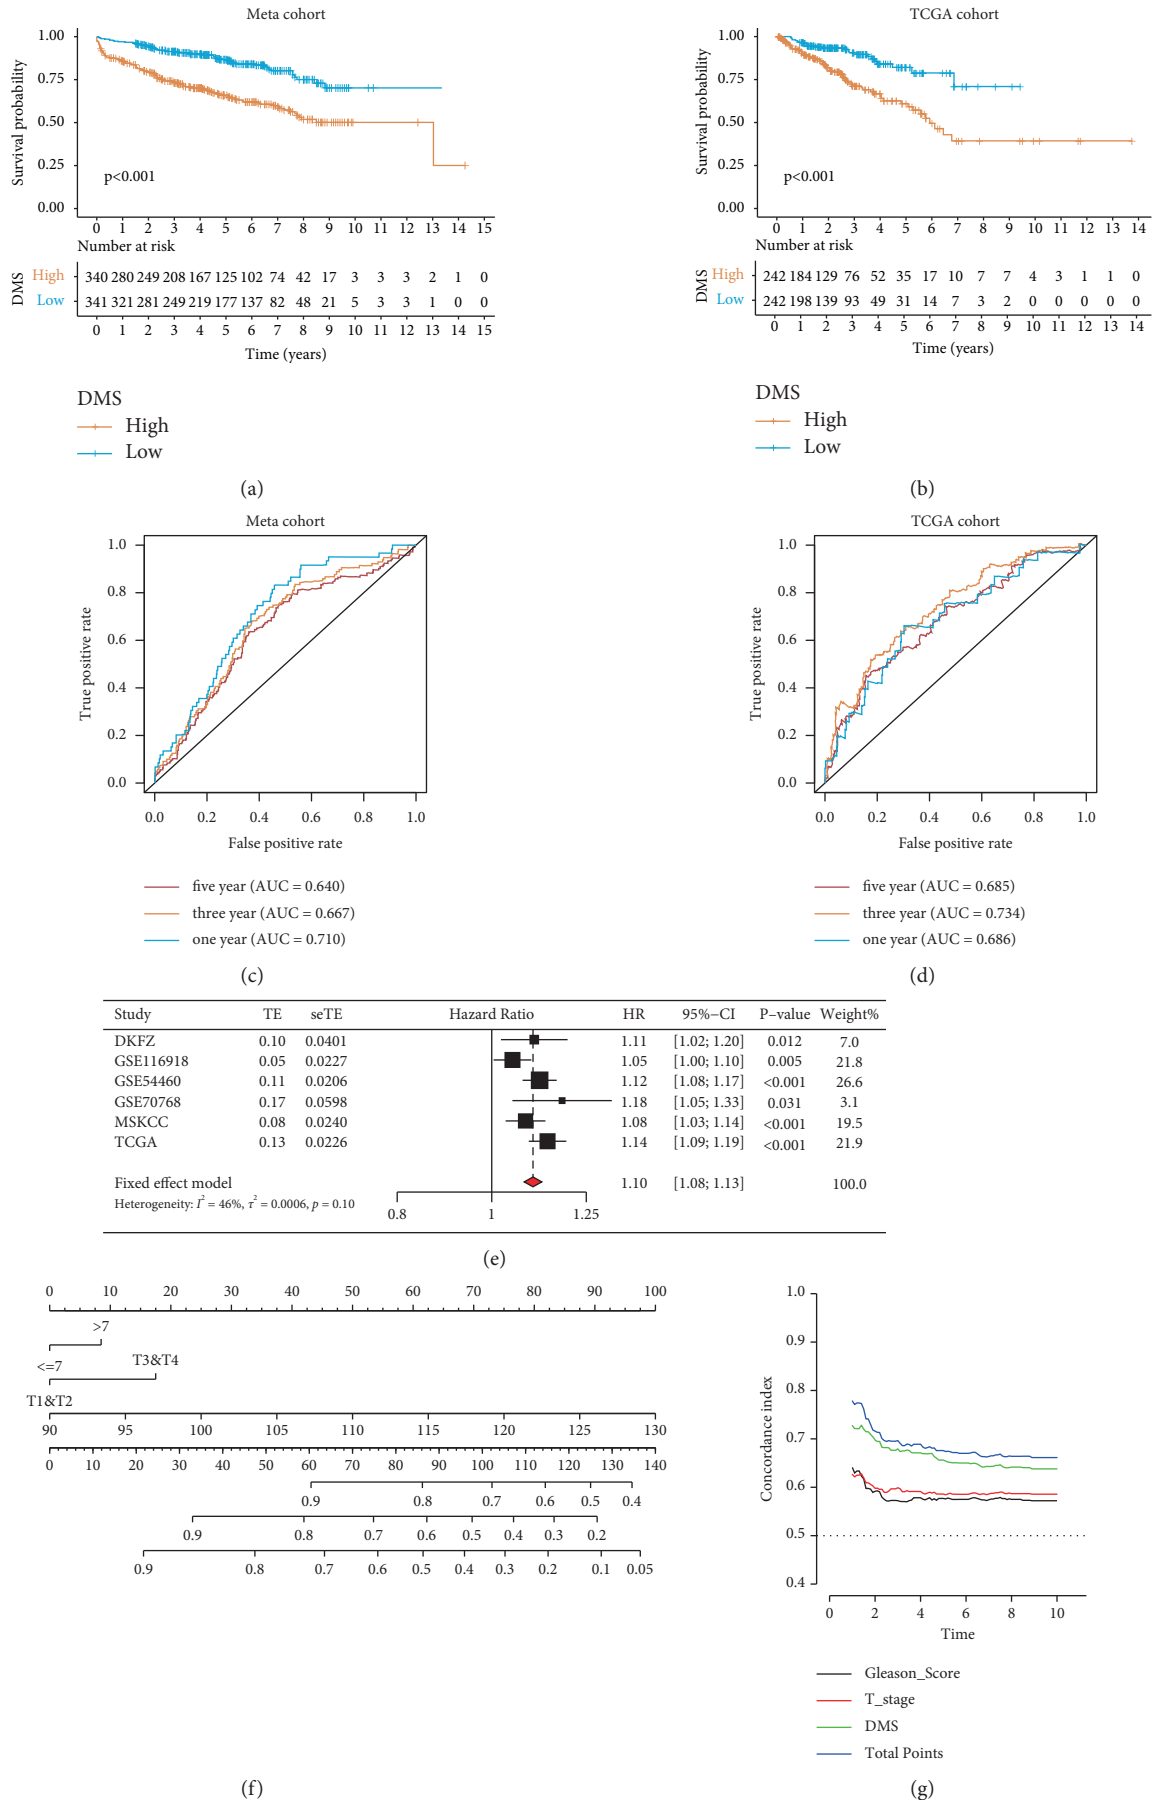 Meta cohort
1.00
0.75
0.50
0.25
0.00
Survival probability
p<0.001
0 1 2 3 4 5 6 7 8 9 10 11 12 13 14 15
Number at risk
DMS
High 340 280 249 208 167 125 102 74 42 17 3 3 3 2 1 0
Low 341 321 281 249 219 177 137 82 48 21 5 3 3 1 0 0
0 1 2 3 4 5 6 7 8 9 10 11 12 13 14 15
Time (years)
DMS
High
Low
(a)
TCGA cohort
1.00
0.75
0.50
0.25
0.00
Survival probability
p<0.001
0 1 2 3 4 5 6 7 8 9 10 11 12 13 14
Number at risk
DMS
High 242 184 129 76 52 35 17 10 7 7 4 3 1 1 0
Low 242 198 139 93 49 31 14 7 3 2 0 0 0 0 0
0 1 2 3 4 5 6 7 8 9 10 11 12 13 14
Time (years)
DMS
High
Low
(b)
Meta cohort
1.0
0.8
0.6
0.4
0.2
0.0
True positive rate
0.0 0.2 0.4 0.6 0.8 1.0
False positive rate
five year (AUC = 0.640)
three year (AUC = 0.667)
one year (AUC = 0.710)
(c)
TCGA cohort
1.0
0.8
0.6
0.4
0.2
0.0
True positive rate
0.0 0.2 0.4 0.6 0.8 1.0
False positive rate
five year (AUC = 0.685)
three year (AUC = 0.734)
one year (AUC = 0.686)
(d)
Study TE seTE Hazard Ratio HR 95%−CI P−value Weight%
DKFZ 0.10 0.0401 1.11 [1.02; 1.20] 0.012 7.0
GSE116918 0.05 0.0227 1.05 [1.00; 1.10] 0.005 21.8
GSE54460 0.11 0.0206 1.12 [1.08; 1.17] <0.001 26.6
GSE70768 0.17 0.0598 1.18 [1.05; 1.33] 0.031 3.1
MSKCC 0.08 0.0240 1.08 [1.03; 1.14] <0.001 19.5
TCGA 0.13 0.0226 1.14 [1.09; 1.19] <0.001 21.9
Fixed effect model 1.10 [1.08; 1.13] 100.0
Heterogeneity: I² = 46%, τ² = 0.0006, p = 0.10
0.8 1 1.25
(e)
0 10 20 30 40 50 60 70 80 90 100
>7
<=7
T3&T4
T1&T2
90 95 100 105 110 115 120 125 130
0 10 20 30 40 50 60 70 80 90 100 110 120 130 140
0.9 0.8 0.7 0.6 0.5 0.4
0.9 0.8 0.7 0.6 0.5 0.4 0.3 0.2
0.9 0.8 0.7 0.6 0.5 0.4 0.3 0.2 0.1 0.05
(f)
1.0
0.9
0.8
0.7
0.6
0.5
0.4
Concordance index
0 2 4 6 8 10
Time
Gleason_Score
T_stage
DMS
Total Points
(g)